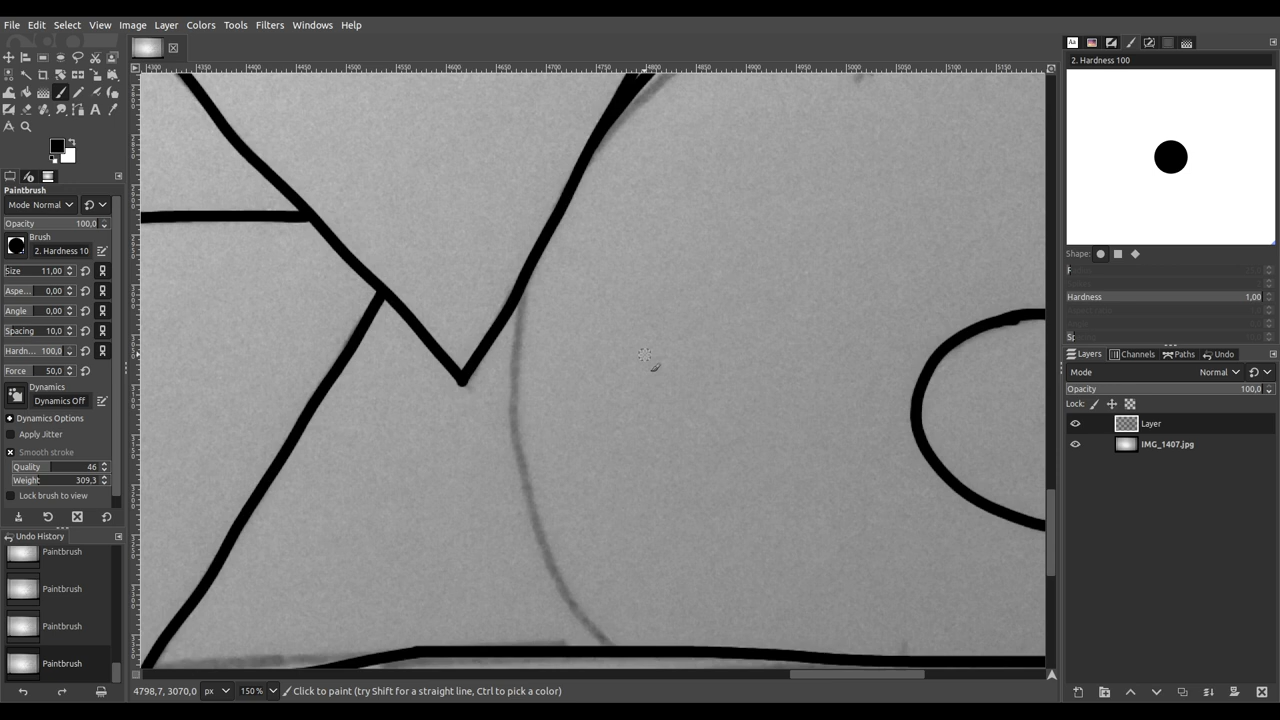 File Edit Select View Image Layer Colors Tools Filters Windows Help
2. Hardness 100
Shape:
Hardness 1,00
Layers Channels Paths Undo
Mode Normal
Opacity 100,0
Lock:
Layer
IMG_1407.jpg
Paintbrush
Mode Normal
Opacity 100,0
Brush
2. Hardness 10
Size 11,00
Aspe... 0,00
Angle 0,00
Spacing 10,0
Hardn... 100,0
Force 50,0
Dynamics
Dynamics Off
Dynamics Options
Apply Jitter
Smooth stroke
Quality 46
Weight 309,3
Lock brush to view
Undo History
Paintbrush
Paintbrush
Paintbrush
Paintbrush
4798,7, 3070,0 px 150 % Click to paint (try Shift for a straight line, Ctrl to pick a color)